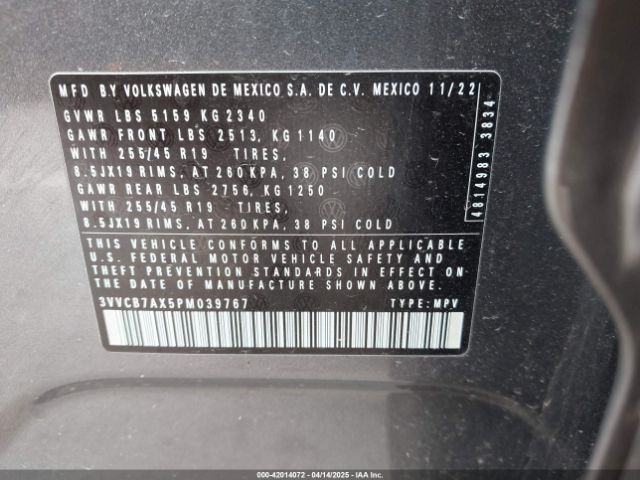 MFD BY VOLKSWAGEN DE MEXICO S.A. DE C.V. MEXICO 11/22
GVWR LBS 5159 KG 2340
GAWR FRONT LBS 2513, KG 1140
WITH 255/45 R19 TIRES,
8.5JX19 RIMS, AT 260 KPA, 38 PSI COLD
GAWR REAR LBS 2756, KG 1250
WITH 255/45 R19 TIRES,
8.5JX19 RIMS, AT 260 KPA, 38 PSI COLD
4814983 3834
THIS VEHICLE CONFORMS TO ALL APPLICABLE
U.S. FEDERAL MOTOR VEHICLE SAFETY AND
THEFT PREVENTION STANDARDS IN EFFECT ON
THE DATE OF MANUFACTURE SHOWN ABOVE.
3VVCB7AX5PM039767 TYPE: MPV
000-42014072 04/14/2025 IAAI.COM